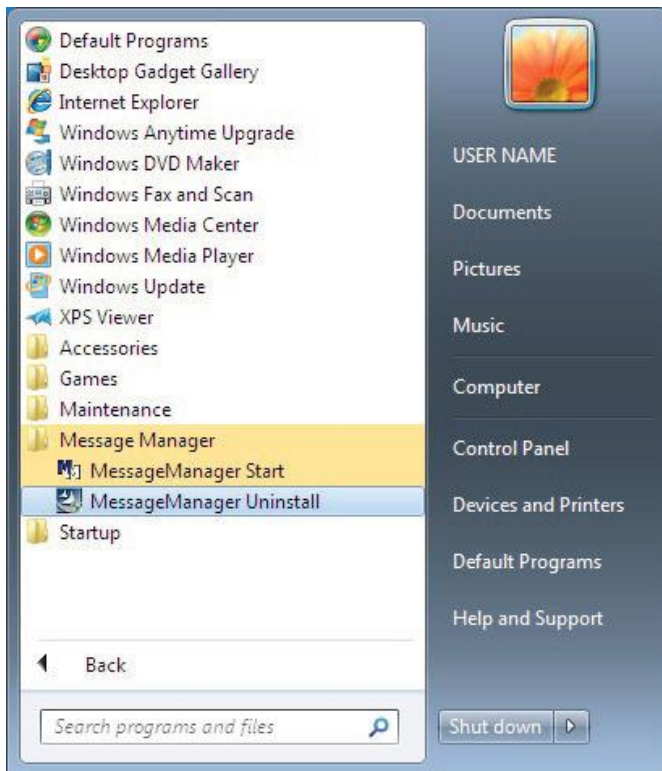 Default Programs
Desktop Gadget Gallery
Internet Explorer
Windows Anytime Upgrade
Windows DVD Maker
Windows Fax and Scan
Windows Media Center
Windows Media Player
Windows Update
XPS Viewer
Accessories
Games
Maintenance
Message Manager
MessageManager Start
MessageManager Uninstall
Startup
Back
Search programs and files
USER NAME
Documents
Pictures
Music
Computer
Control Panel
Devices and Printers
Default Programs
Help and Support
Shut down